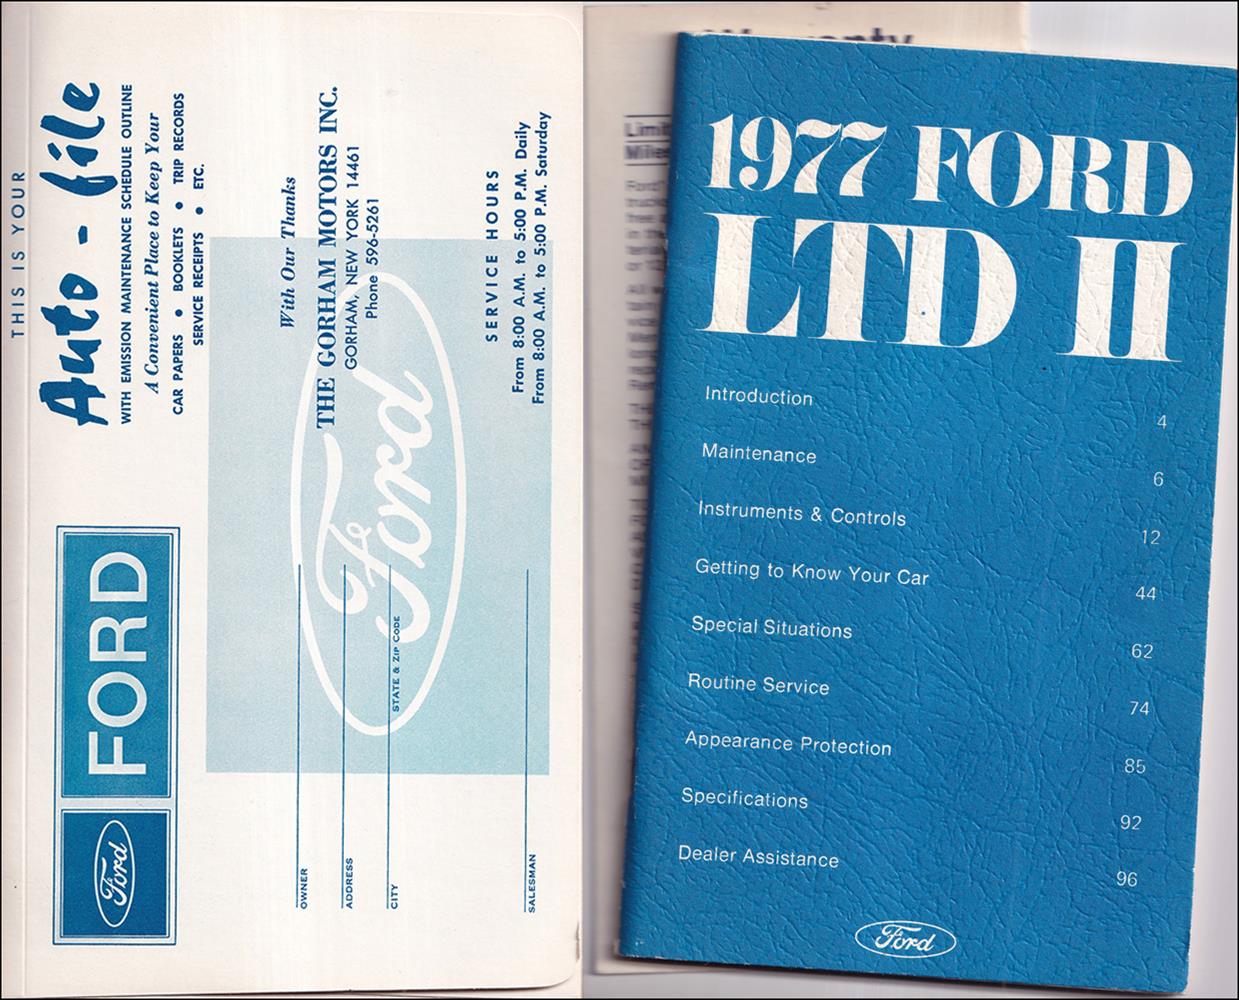 THIS IS YOUR
Auto-file
WITH EMISSION MAINTENANCE SCHEDULE OUTLINE
A Convenient Place to Keep Your
CAR PAPERS • BOOKLETS • TRIP RECORDS
SERVICE RECEIPTS • ETC.
FORD
Ford
With Our Thanks
THE GORHAM MOTORS INC.
GORHAM, NEW YORK 14461
Phone 596-5261
Ford
SERVICE HOURS
From 8:00 A.M. to 5:00 P.M. Daily
From 8:00 A.M. to 5:00 P.M. Saturday
OWNER
ADDRESS
CITY
STATE & ZIP CODE
SALESMAN
Warranty
1977 FORD
LTD II
Introduction 4
Maintenance 6
Instruments & Controls 12
Getting to Know Your Car 44
Special Situations 62
Routine Service 74
Appearance Protection 85
Specifications 92
Dealer Assistance 96
Ford